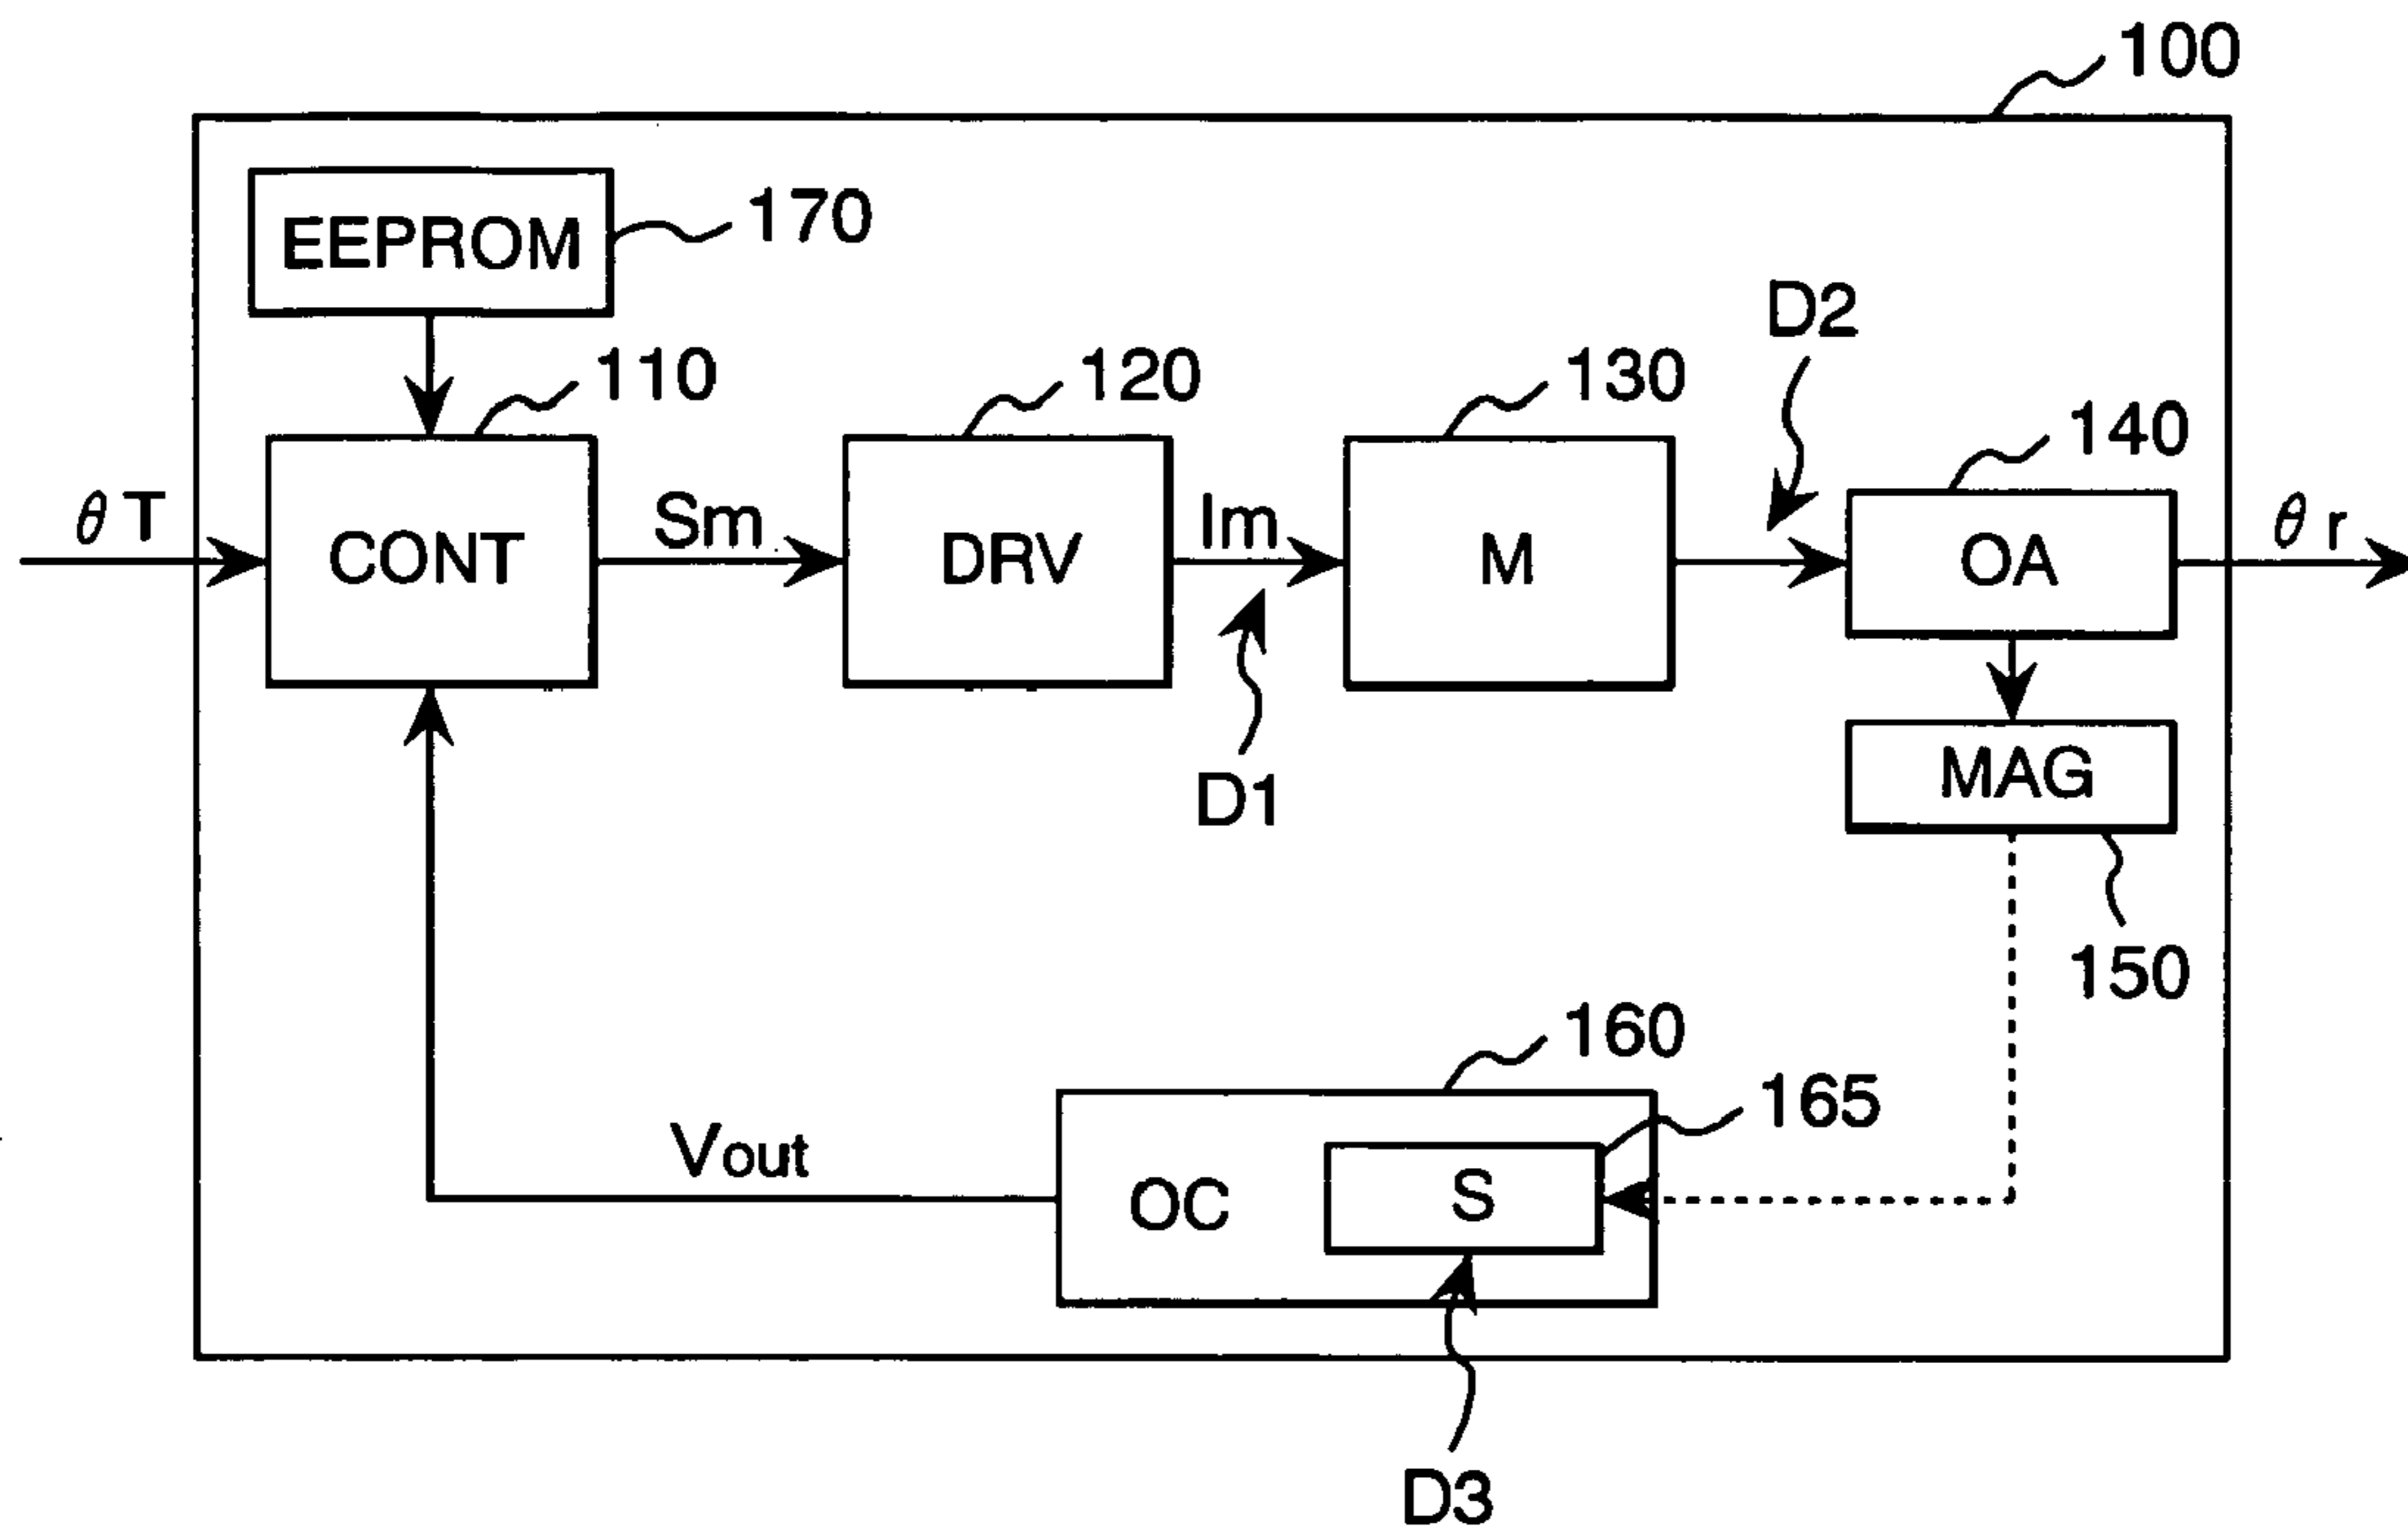 100
EEPROM
170
D2
110
120
130
140
θT
CONT
Sm
DRV
Im
M
OA
θr
D1
MAG
150
160
165
Vout
OC
S
D3